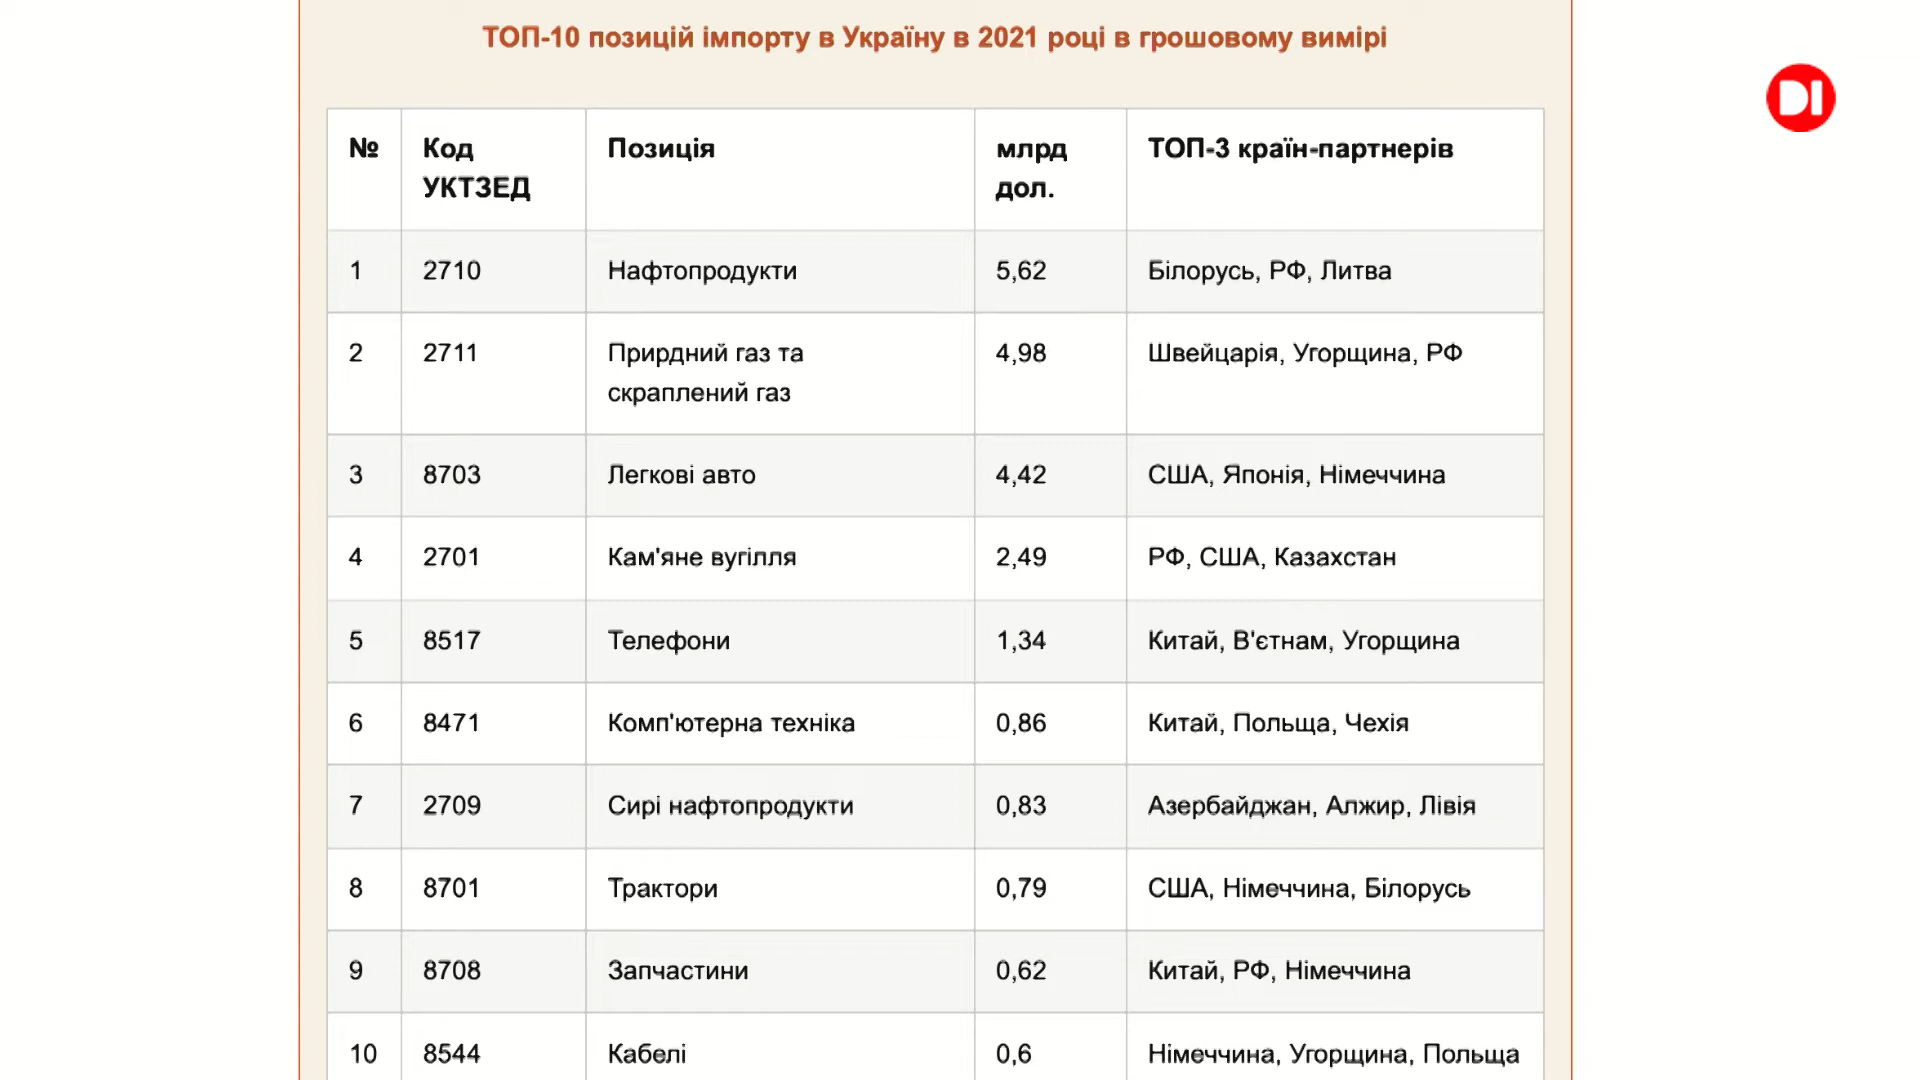 ТОП-10 позицій імпорту в Україну в 2021 році в грошовому вимірі
DI
№ Код УКТЗЕД Позиція млрд дол. ТОП-3 країн-партнерів
1 2710 Нафтопродукти 5,62 Білорусь, РФ, Литва
2 2711 Прирдний газ та скраплений газ 4,98 Швейцарія, Угорщина, РФ
3 8703 Легкові авто 4,42 США, Японія, Німеччина
4 2701 Кам'яне вугілля 2,49 РФ, США, Казахстан
5 8517 Телефони 1,34 Китай, В'єтнам, Угорщина
6 8471 Комп'ютерна техніка 0,86 Китай, Польща, Чехія
7 2709 Сирі нафтопродукти 0,83 Азербайджан, Алжир, Лівія
8 8701 Трактори 0,79 США, Німеччина, Білорусь
9 8708 Запчастини 0,62 Китай, РФ, Німеччина
10 8544 Кабелі 0,6 Німеччина, Угорщина, Польща